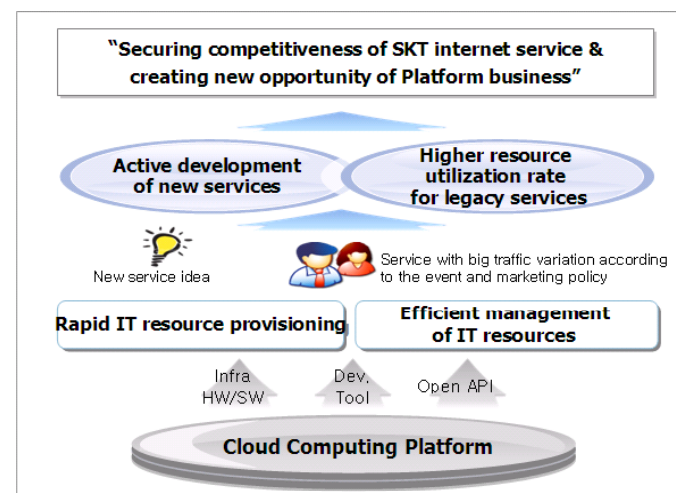 “Securing competitiveness of SKT internet service &
creating new opportunity of Platform business”
Active development
of new services
Higher resource
utilization rate
for legacy services
New service idea
Service with big traffic variation according
to the event and marketing policy
Rapid IT resource provisioning
Efficient management
of IT resources
Infra
HW/SW
Dev.
Tool
Open API
Cloud Computing Platform